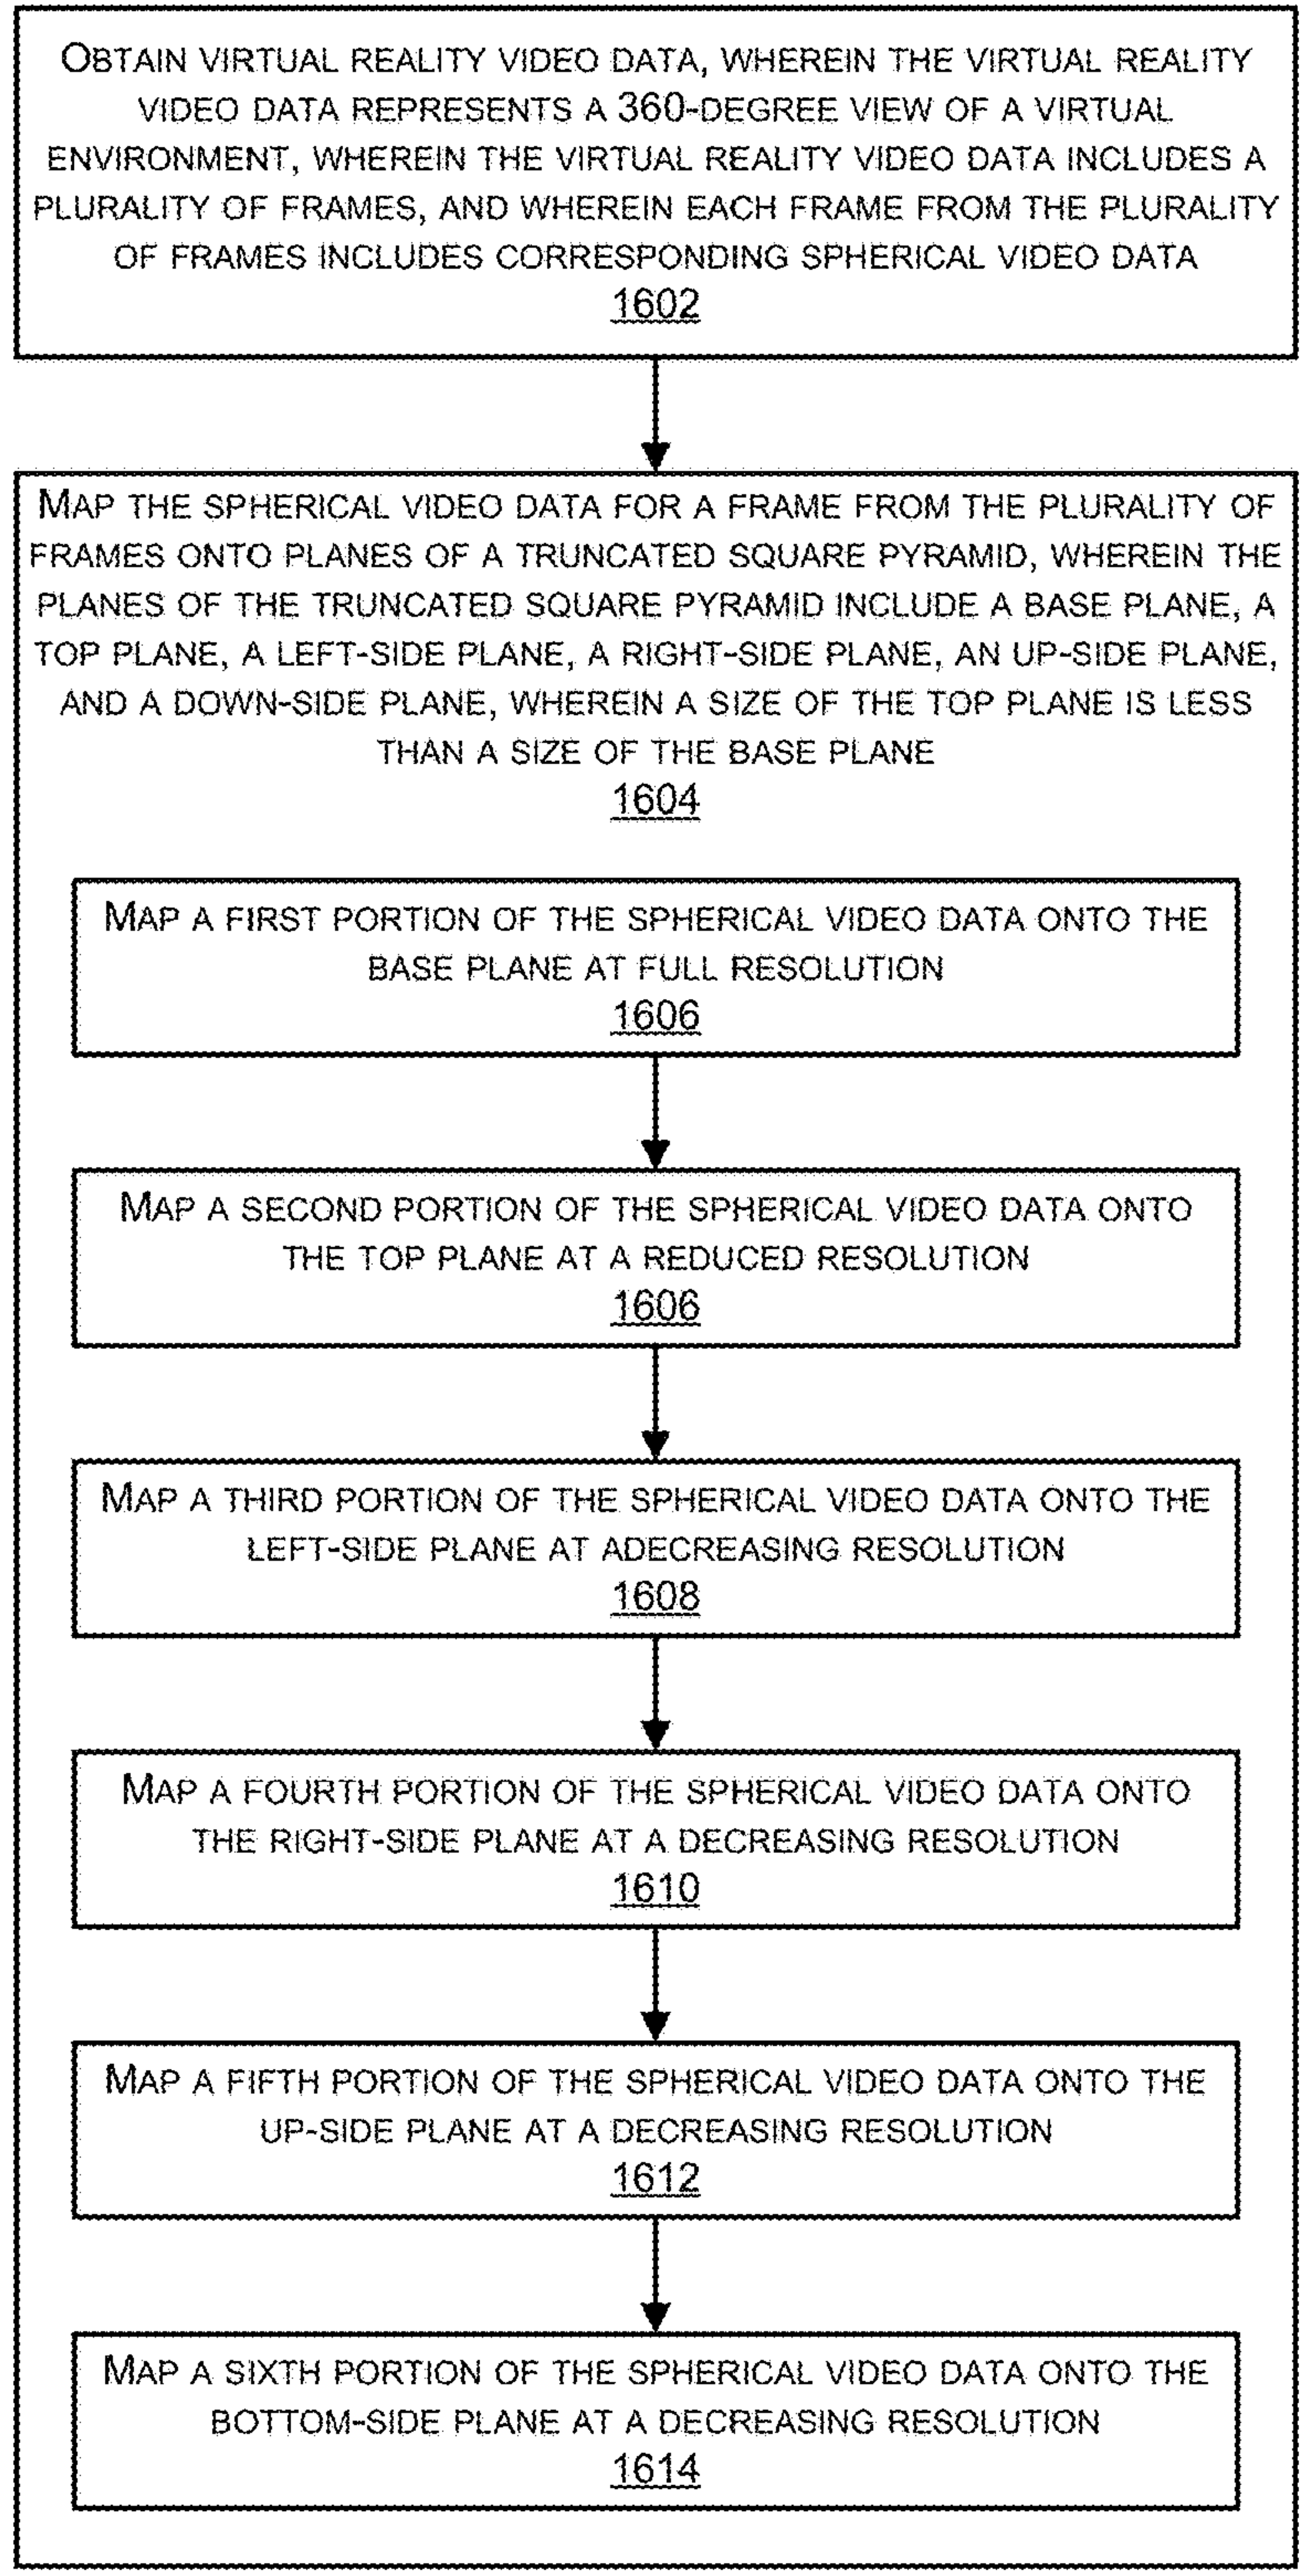 OBTAIN VIRTUAL REALITY VIDEO DATA, WHEREIN THE VIRTUAL REALITY
VIDEO DATA REPRESENTS A 360-DEGREE VIEW OF A VIRTUAL
ENVIRONMENT, WHEREIN THE VIRTUAL REALITY VIDEO DATA INCLUDES A
PLURALITY OF FRAMES, AND WHEREIN EACH FRAME FROM THE PLURALITY
OF FRAMES INCLUDES CORRESPONDING SPHERICAL VIDEO DATA
1602
MAP THE SPHERICAL VIDEO DATA FOR A FRAME FROM THE PLURALITY OF
FRAMES ONTO PLANES OF A TRUNCATED SQUARE PYRAMID, WHEREIN THE
PLANES OF THE TRUNCATED SQUARE PYRAMID INCLUDE A BASE PLANE, A
TOP PLANE, A LEFT-SIDE PLANE, A RIGHT-SIDE PLANE, AN UP-SIDE PLANE,
AND A DOWN-SIDE PLANE, WHEREIN A SIZE OF THE TOP PLANE IS LESS
THAN A SIZE OF THE BASE PLANE
1604
MAP A FIRST PORTION OF THE SPHERICAL VIDEO DATA ONTO THE
BASE PLANE AT FULL RESOLUTION
1606
MAP A SECOND PORTION OF THE SPHERICAL VIDEO DATA ONTO
THE TOP PLANE AT A REDUCED RESOLUTION
1606
MAP A THIRD PORTION OF THE SPHERICAL VIDEO DATA ONTO THE
LEFT-SIDE PLANE AT ADECREASING RESOLUTION
1608
MAP A FOURTH PORTION OF THE SPHERICAL VIDEO DATA ONTO
THE RIGHT-SIDE PLANE AT A DECREASING RESOLUTION
1610
MAP A FIFTH PORTION OF THE SPHERICAL VIDEO DATA ONTO THE
UP-SIDE PLANE AT A DECREASING RESOLUTION
1612
MAP A SIXTH PORTION OF THE SPHERICAL VIDEO DATA ONTO THE
BOTTOM-SIDE PLANE AT A DECREASING RESOLUTION
1614